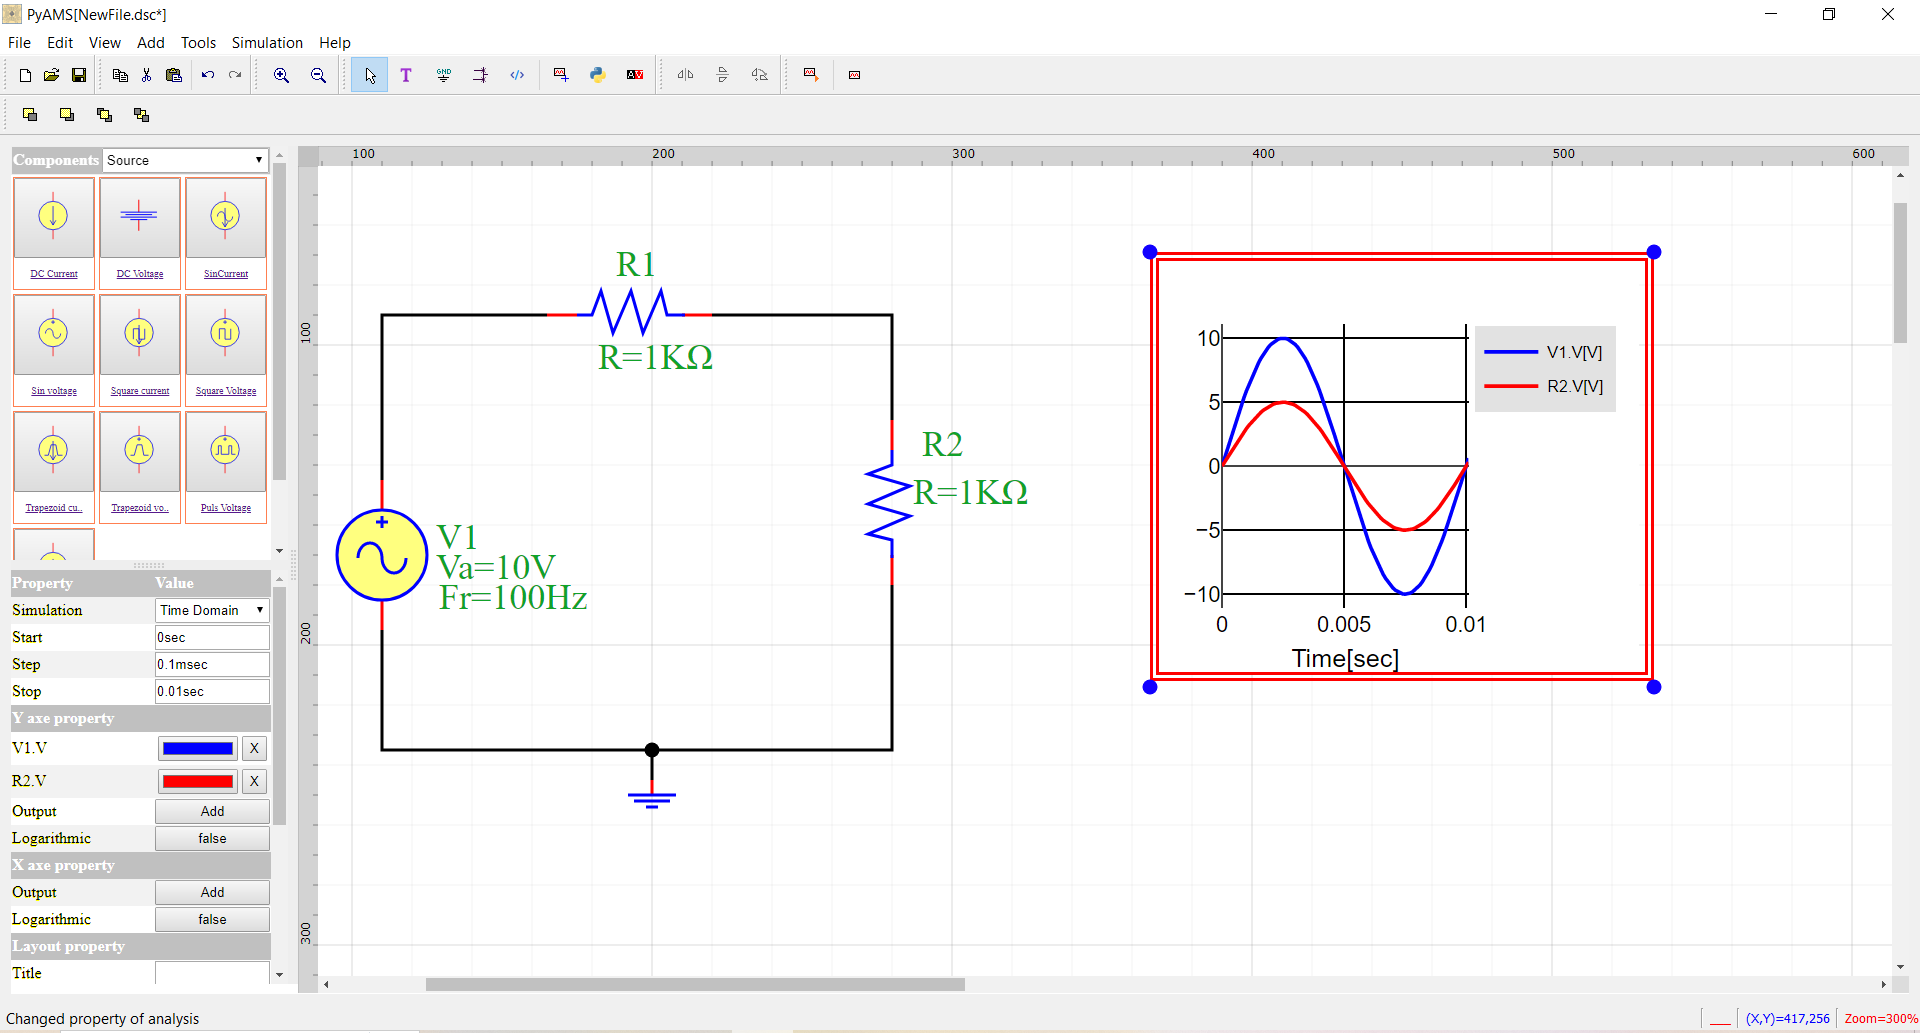 PyAMS[NewFile.dsc*]
File Edit View Add Tools Simulation Help
T GND </> AV
Components Source
DC Current DC Voltage SinCurrent
Sin voltage Square current Square Voltage
Trapezoid cu.. Trapezoid vo.. Puls Voltage
Property Value
Simulation Time Domain
Start 0sec
Step 0.1msec
Stop 0.01sec
Y axe property
V1.V X
R2.V X
Output Add
Logarithmic false
X axe property
Output Add
Logarithmic false
Layout property
Title
100 200 300 400 500 600
100
200
300
R1
R=1KΩ
R2
R=1KΩ
V1
Va=10V
Fr=100Hz
10
5
0
−5
−10
0 0.005 0.01
Time[sec]
V1.V[V]
R2.V[V]
Changed property of analysis
(X,Y)=417,256 Zoom=300%